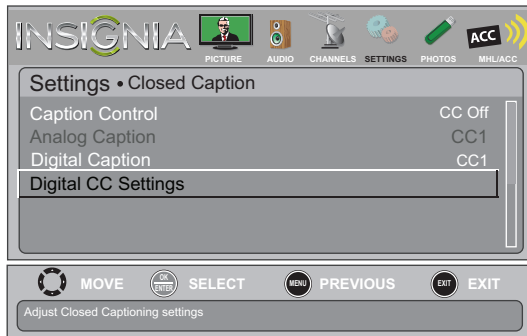 INSIGNIA
PICTURE AUDIO CHANNELS SETTINGS PHOTOS MHL/ACC
ACC
Settings • Closed Caption
Caption Control CC Off
Analog Caption CC1
Digital Caption CC1
Digital CC Settings
MOVE OK ENTER SELECT MENU PREVIOUS EXIT EXIT
Adjust Closed Captioning settings